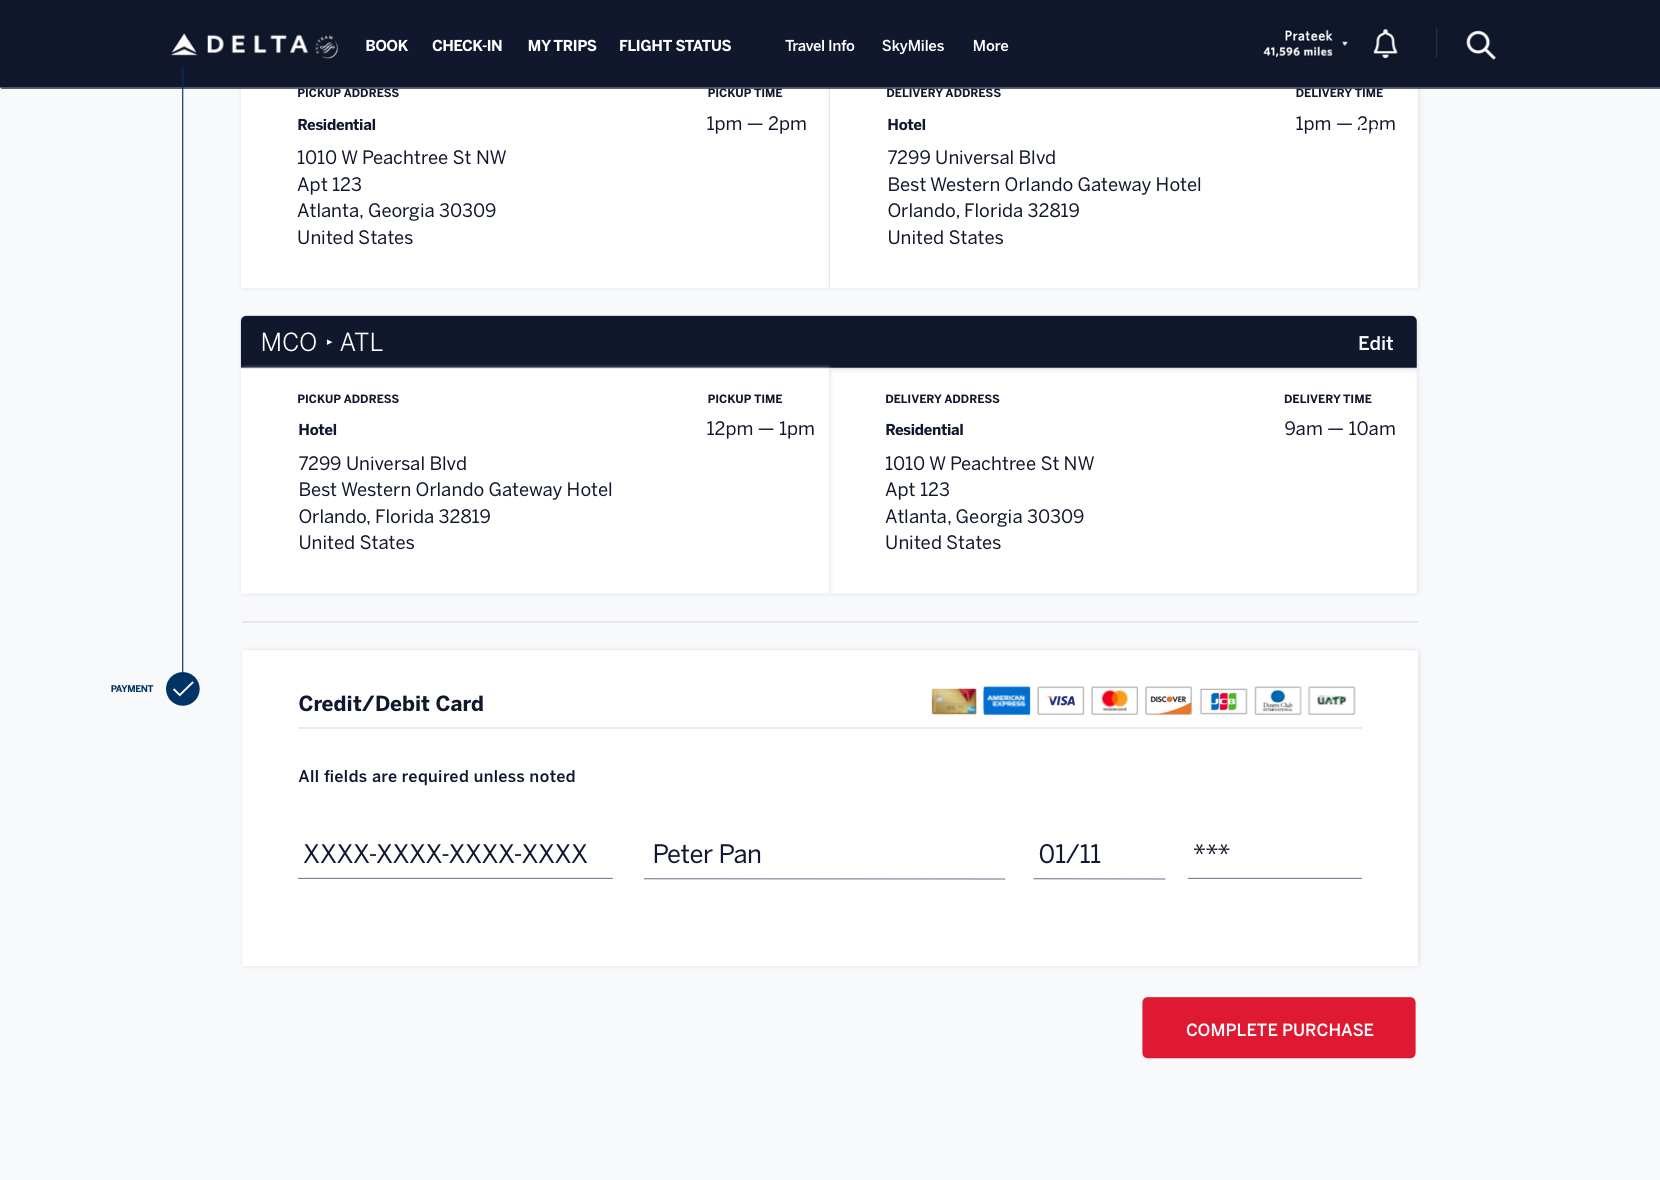 DELTA
BOOK CHECK-IN MY TRIPS FLIGHT STATUS Travel Info SkyMiles More
Prateek
41,596 miles
PICKUP ADDRESS PICKUP TIME
Residential 1pm — 2pm
1010 W Peachtree St NW
Apt 123
Atlanta, Georgia 30309
United States
DELIVERY ADDRESS DELIVERY TIME
Hotel 1pm — 2pm
7299 Universal Blvd
Best Western Orlando Gateway Hotel
Orlando, Florida 32819
United States
MCO ‣ ATL Edit
PICKUP ADDRESS PICKUP TIME
Hotel 12pm — 1pm
7299 Universal Blvd
Best Western Orlando Gateway Hotel
Orlando, Florida 32819
United States
DELIVERY ADDRESS DELIVERY TIME
Residential 9am — 10am
1010 W Peachtree St NW
Apt 123
Atlanta, Georgia 30309
United States
PAYMENT
Credit/Debit Card
AMERICAN EXPRESS VISA DISCOVER JCB Diners Club INTERNATIONAL UATP
All fields are required unless noted
XXXX-XXXX-XXXX-XXXX Peter Pan 01/11 ***
COMPLETE PURCHASE